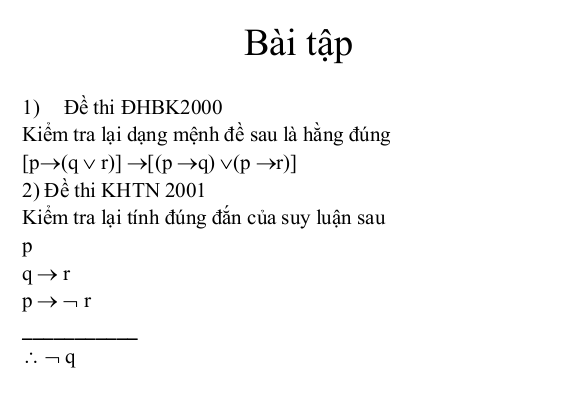 Bài tập
1) Đề thi ĐHBK2000
Kiểm tra lại dạng mệnh đề sau là hằng đúng
[p→(q ∨ r)] →[(p →q) ∨(p →r)]
2) Đề thi KHTN 2001
Kiểm tra lại tính đúng đắn của suy luận sau
p
q → r
p → ¬ r
___________
∴ ¬ q